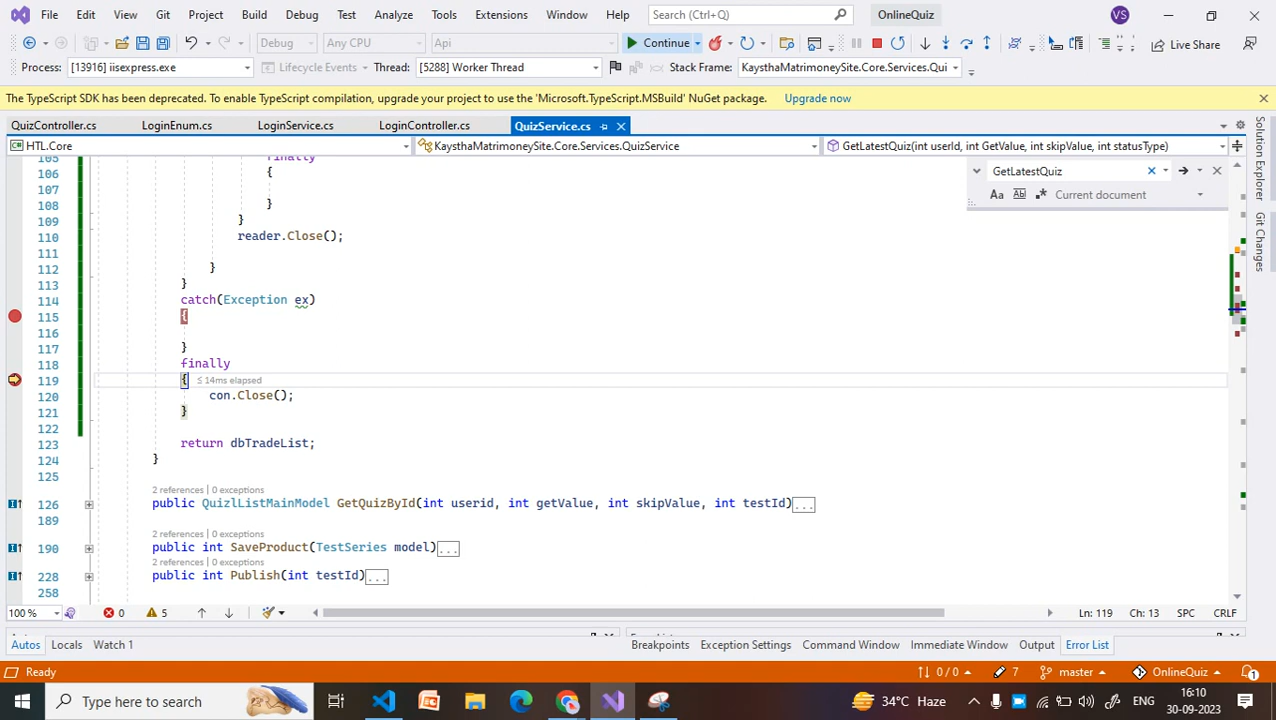 File Edit View Git Project Build Debug Test Analyze Tools Extensions Window Help Search (Ctrl+Q) OnlineQuiz VS
Debug Any CPU Api Continue Live Share
Process: [13916] iisexpress.exe Lifecycle Events Thread: [5288] Worker Thread Stack Frame: KaysthaMatrimoneySite.Core.Services.Qui
The TypeScript SDK has been deprecated. To enable TypeScript compilation, upgrade your project to use the 'Microsoft.TypeScript.MSBuild' NuGet package. Upgrade now
QuizController.cs LoginEnum.cs LoginService.cs LoginController.cs QuizService.cs
HTL.Core KaysthaMatrimoneySite.Core.Services.QuizService GetLatestQuiz(int userId, int GetValue, int skipValue, int statusType)
GetLatestQuiz
Aa Ab Current document
Solution Explorer
Git Changes
105 finally
106 {
107
108 }
109 }
110 reader.Close();
111
112 }
113 }
114 catch(Exception ex)
115 {
116
117 }
118 finally
119 { ≤ 14ms elapsed
120 con.Close();
121 }
122
123 return dbTradeList;
124 }
125
2 references | 0 exceptions
126 public QuizlListMainModel GetQuizById(int userid, int getValue, int skipValue, int testId)...
189
2 references | 0 exceptions
190 public int SaveProduct(TestSeries model)...
2 references | 0 exceptions
228 public int Publish(int testId)...
258
100 % 0 5 Ln: 119 Ch: 13 SPC CRLF
Autos Locals Watch 1 Breakpoints Exception Settings Command Window Immediate Window Output Error List
Ready 0 / 0 7 master OnlineQuiz 1
Type here to search 34°C Haze ENG 16:10
30-09-2023